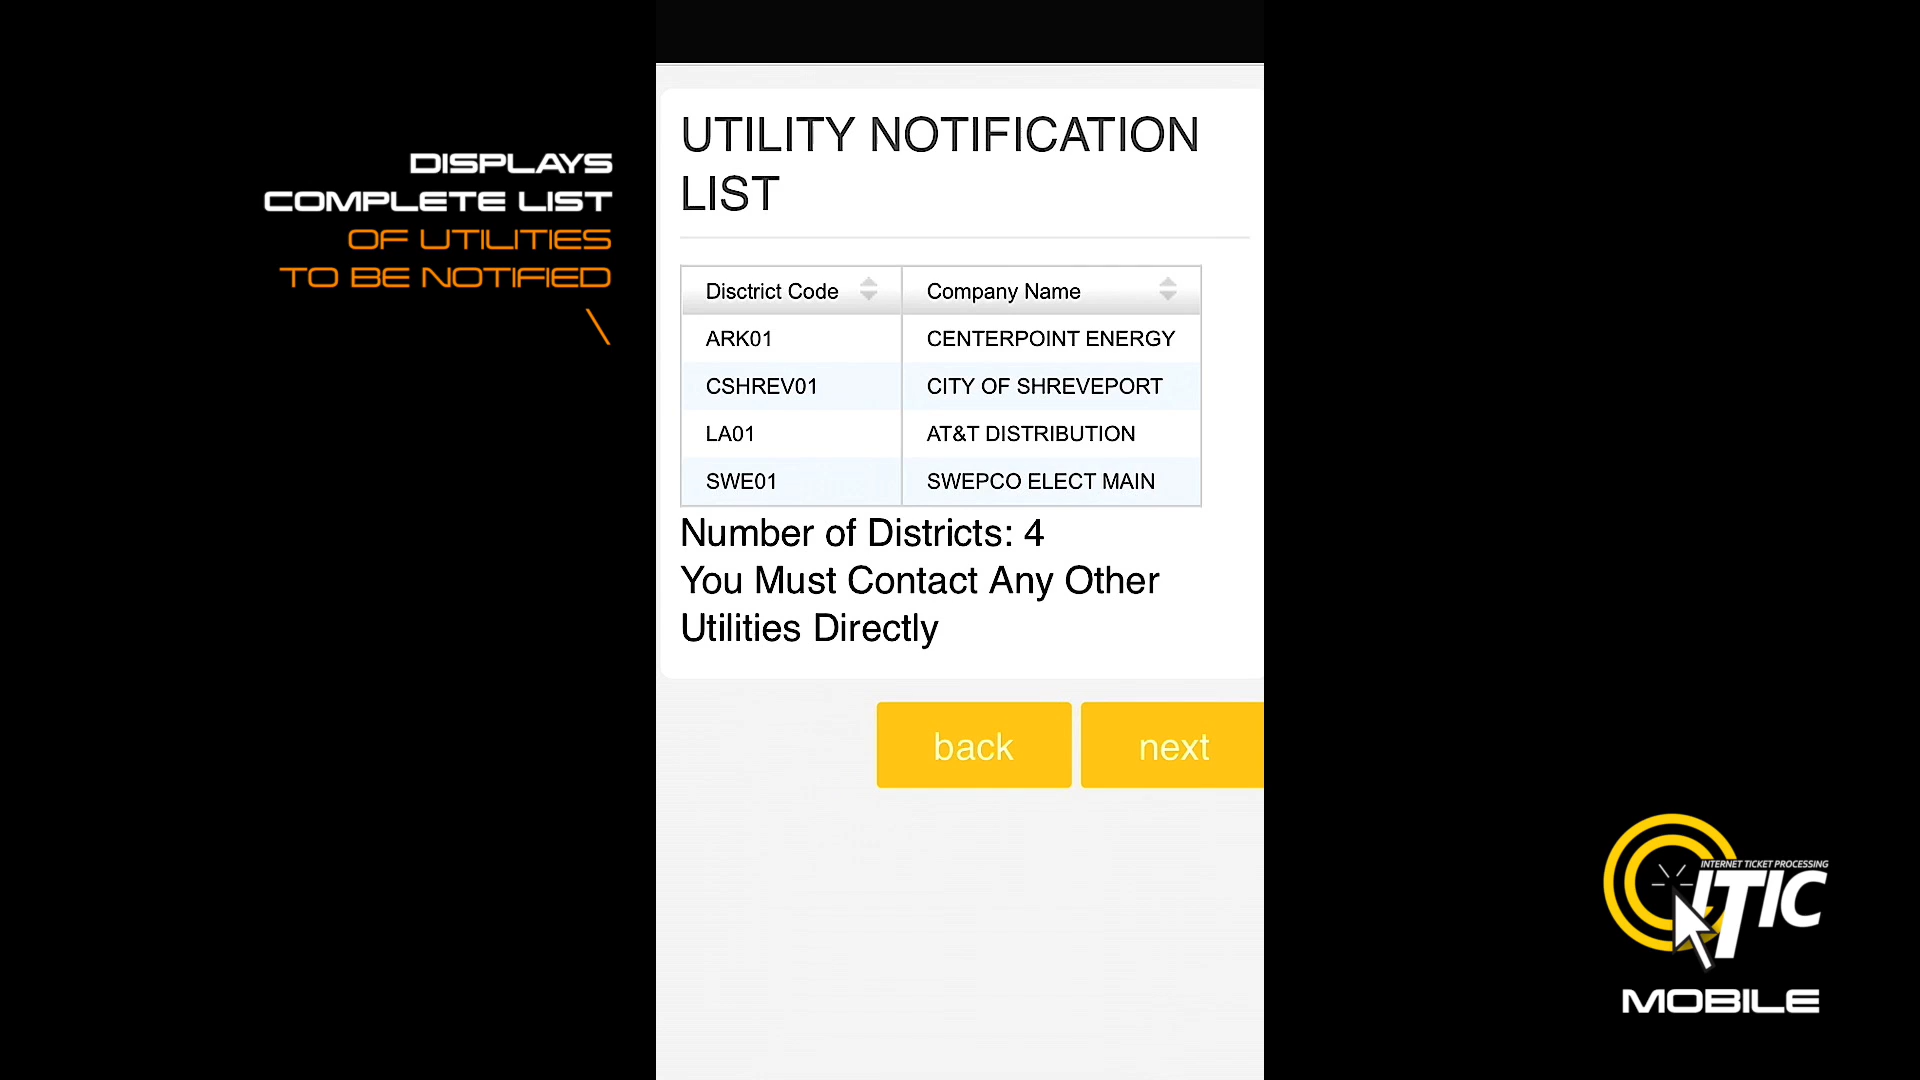 DISPLAYS
COMPLETE LIST
OF UTILITIES
TO BE NOTIFIED
\
UTILITY NOTIFICATION
LIST
Disctrict Code Company Name
ARK01 CENTERPOINT ENERGY
CSHREV01 CITY OF SHREVEPORT
LA01 AT&T DISTRIBUTION
SWE01 SWEPCO ELECT MAIN
Number of Districts: 4
You Must Contact Any Other
Utilities Directly
back next
INTERNET TICKET PROCESSING
ITIC
MOBILE